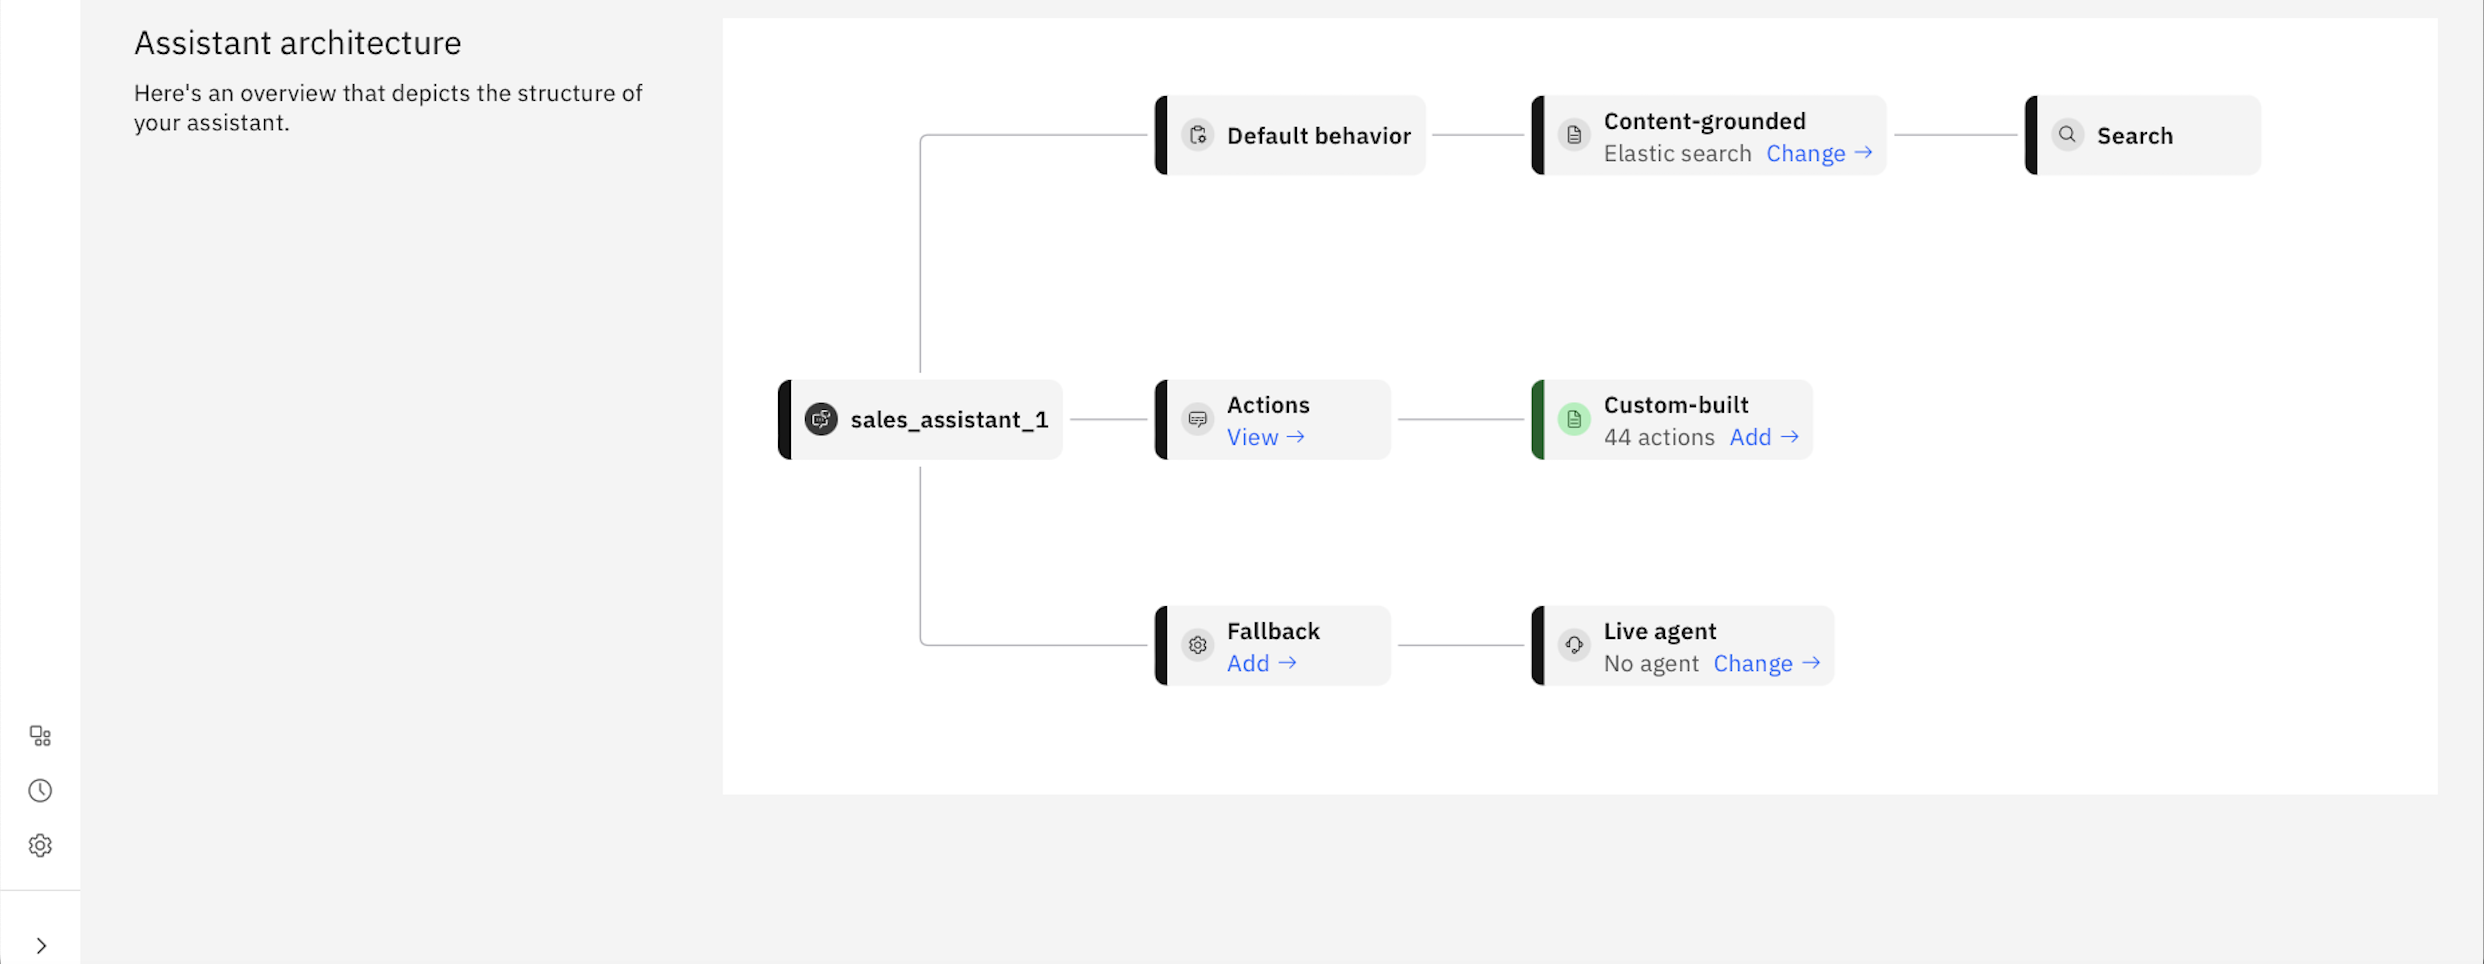 Assistant architecture
Here's an overview that depicts the structure of
your assistant.
Default behavior
Content-grounded
Elastic search Change →
Search
sales_assistant_1
Actions
View →
Custom-built
44 actions Add →
Fallback
Add →
Live agent
No agent Change →